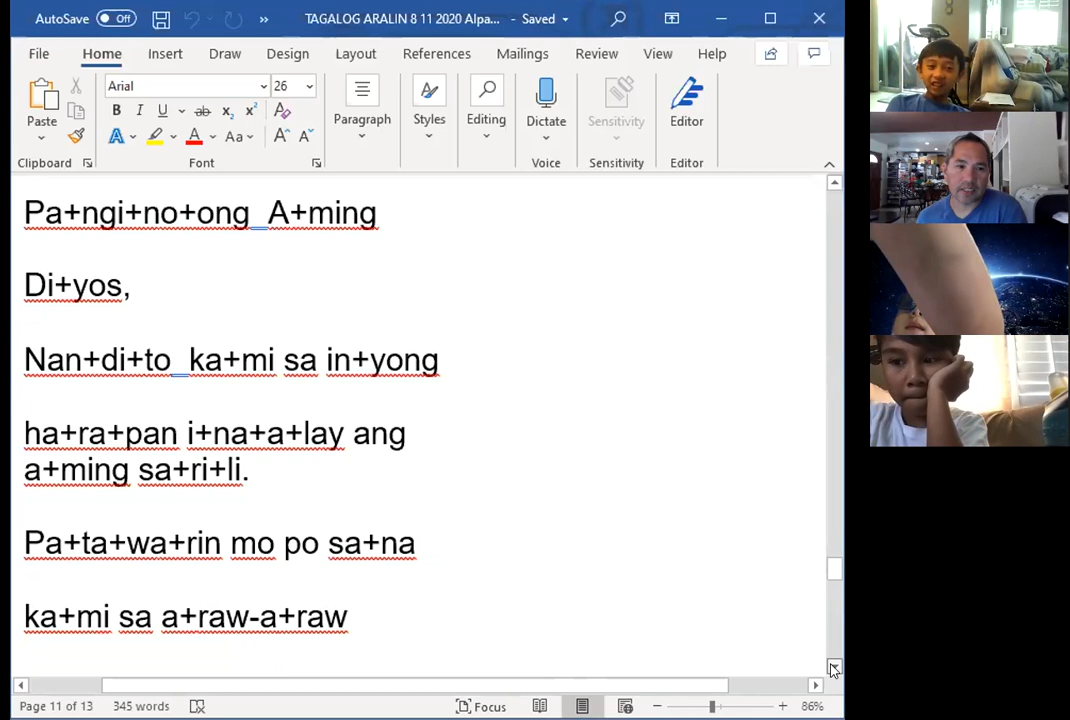 AutoSave Off TAGALOG ARALIN 8 11 2020 Alpa... - Saved
File Home Insert Draw Design Layout References Mailings Review View Help
Arial 26
Paste Paragraph Styles Editing Dictate Sensitivity Editor
Clipboard Font Voice Sensitivity Editor
Pa+ngi+no+ong A+ming
Di+yos,
Nan+di+to ka+mi sa in+yong
ha+ra+pan i+na+a+lay ang
a+ming sa+ri+li.
Pa+ta+wa+rin mo po sa+na
ka+mi sa a+raw-a+raw
Page 11 of 13 345 words Focus 86%